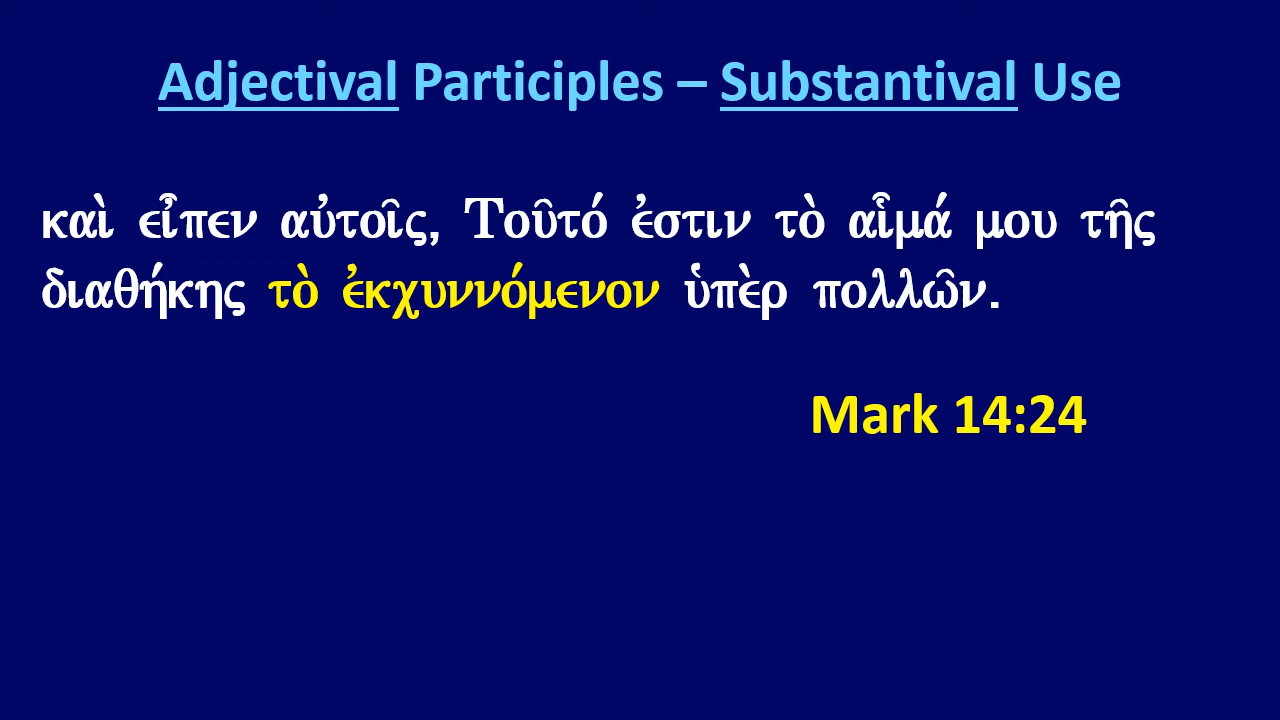 Adjectival Participles – Substantival Use
καὶ εἶπεν αὐτοῖς, Τοῦτό ἐστιν τὸ αἷμά μου τῆς
διαθήκης τὸ ἐκχυννόμενον ὑπὲρ πολλῶν.
Mark 14:24